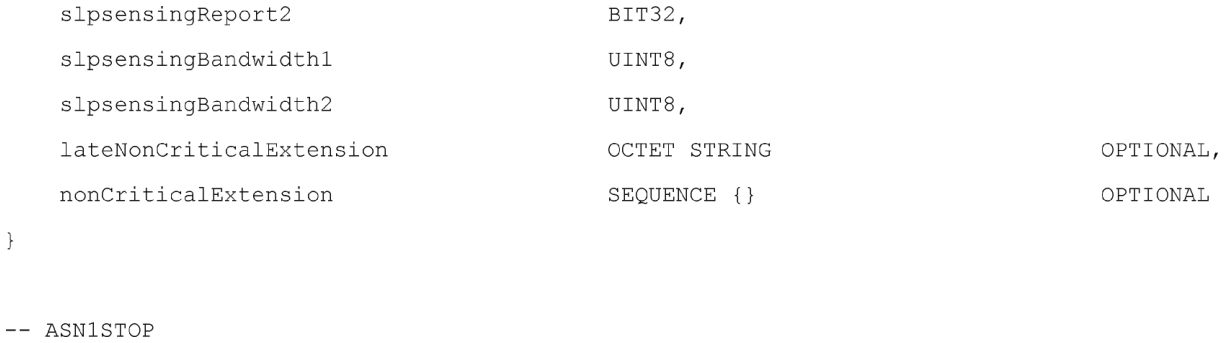 slpsensingReport2 BIT32,
slpsensingBandwidth1 UINT8,
slpsensingBandwidth2 UINT8,
lateNonCriticalExtension OCTET STRING OPTIONAL,
nonCriticalExtension SEQUENCE {} OPTIONAL
}
-- ASN1STOP